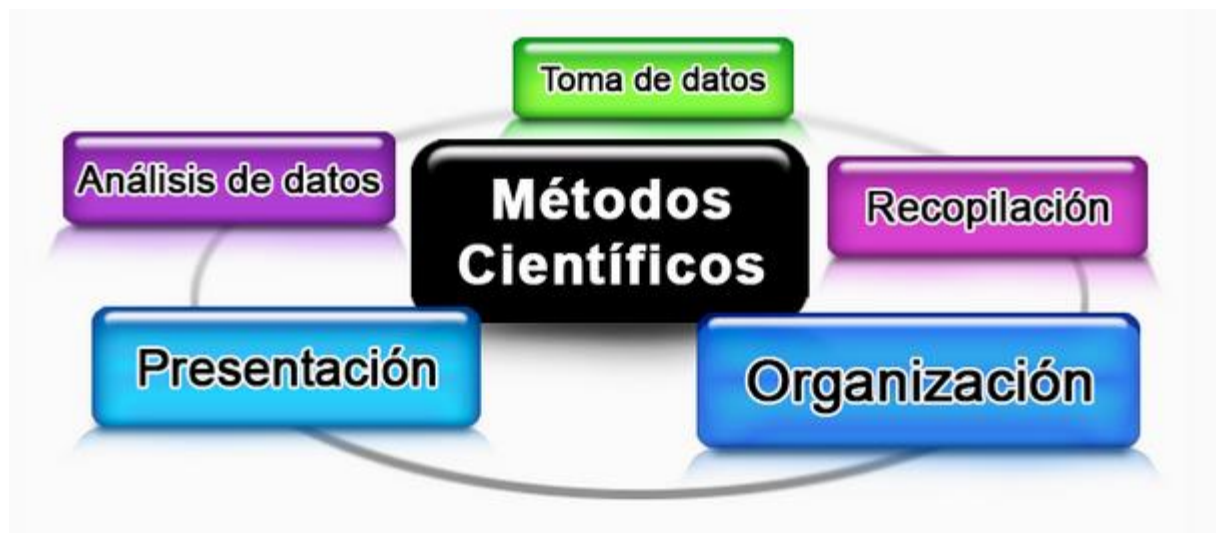 Toma de datos
Análisis de datos
Métodos
Científicos
Recopilación
Presentación
Organización